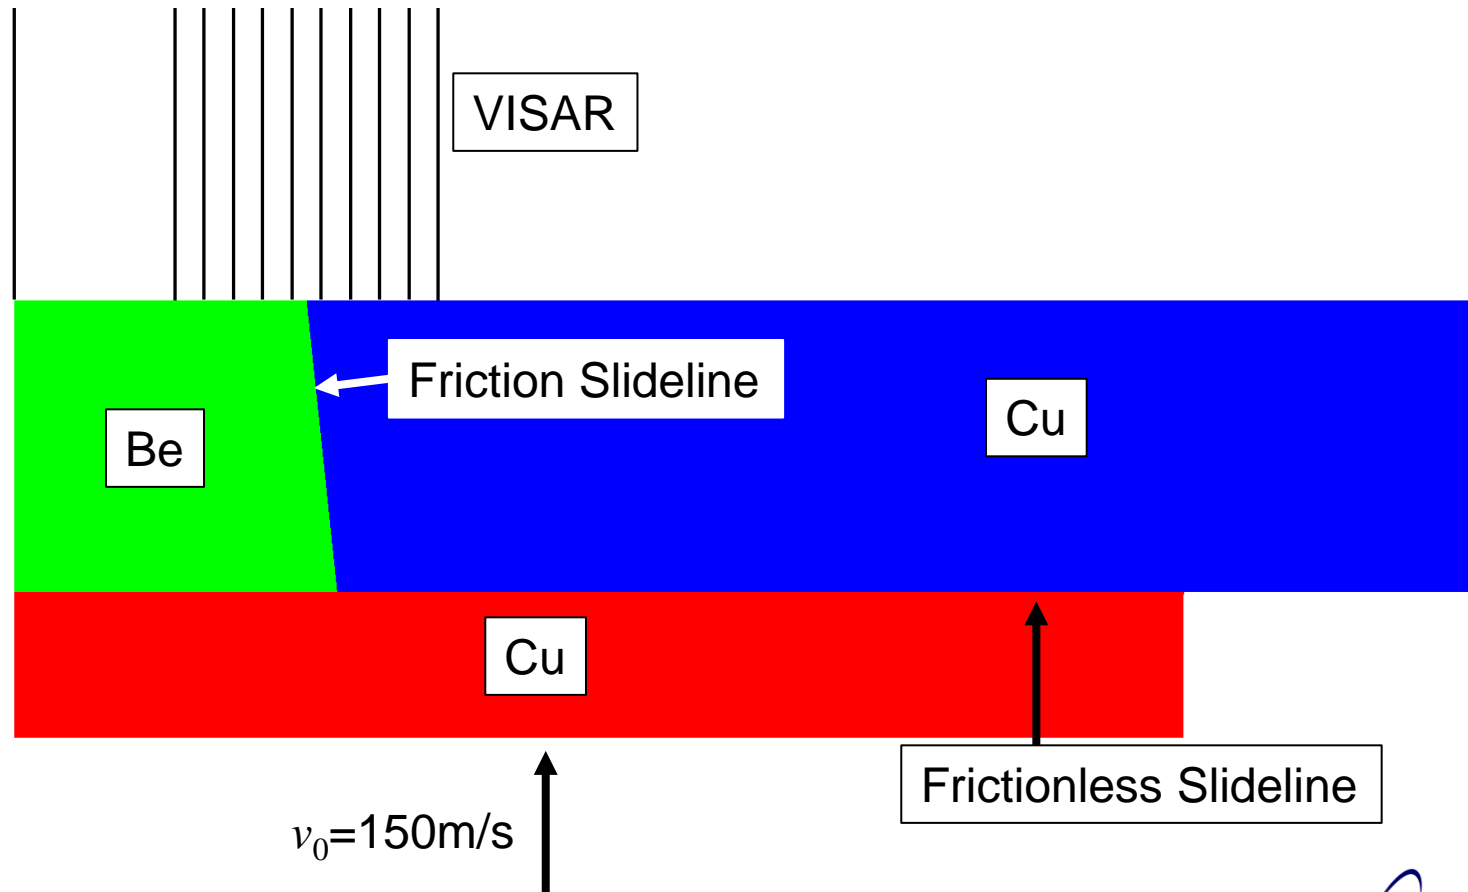 VISAR
Friction Slideline
Cu
Be
Cu
Frictionless Slideline
v₀=150m/s